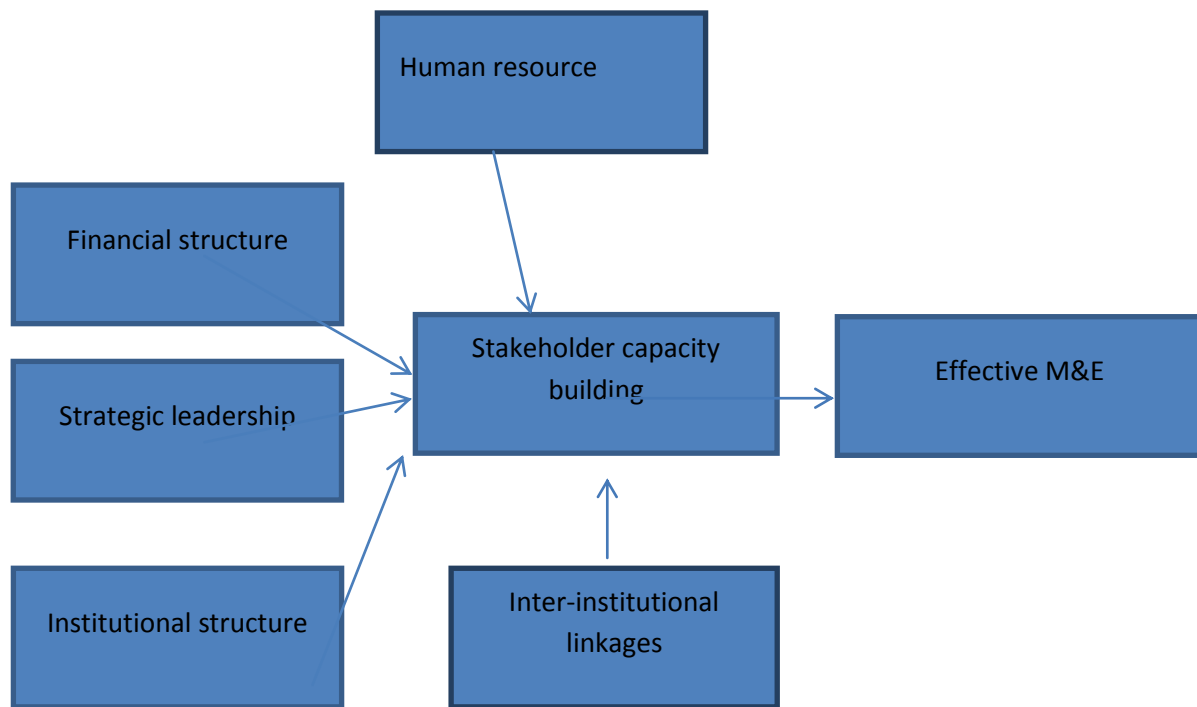 Human resource
Financial structure
Stakeholder capacity
building
Effective M&E
Strategic leadership
Institutional structure
Inter-institutional
linkages